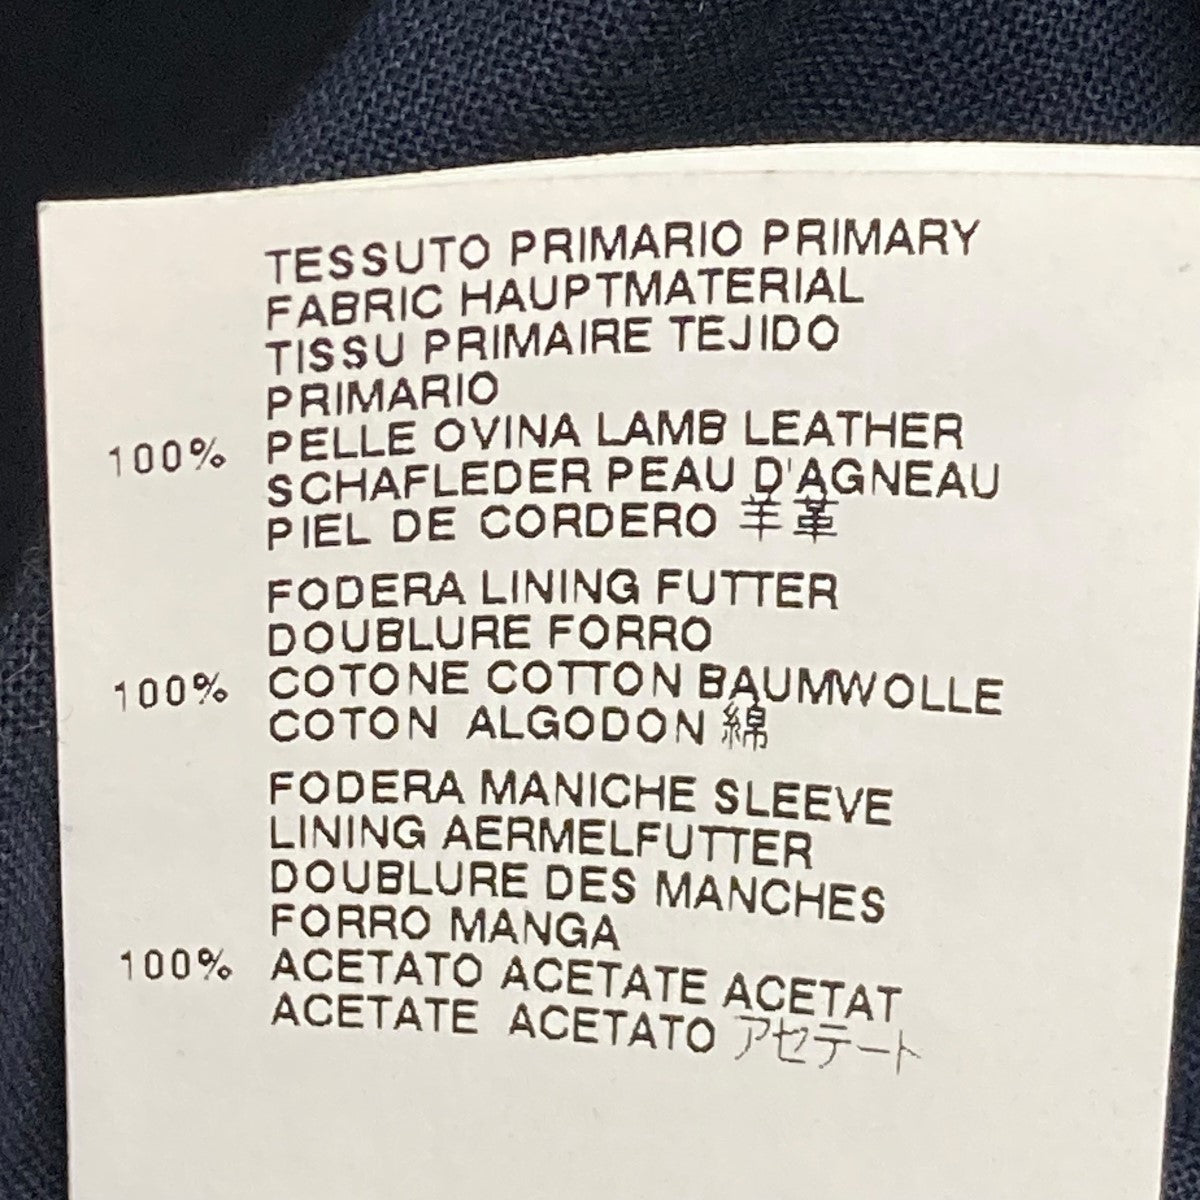 TESSUTO PRIMARIO PRIMARY
FABRIC HAUPTMATERIAL
TISSU PRIMAIRE TEJIDO
PRIMARIO
100% PELLE OVINA LAMB LEATHER
SCHAFLEDER PEAU D'AGNEAU
PIEL DE CORDERO 羊革
FODERA LINING FUTTER
DOUBLURE FORRO
100% COTONE COTTON BAUMWOLLE
COTON ALGODON 綿
FODERA MANICHE SLEEVE
LINING AERMELFUTTER
DOUBLURE DES MANCHES
FORRO MANGA
100% ACETATO ACETATE ACETAT
ACETATE ACETATO アセテート